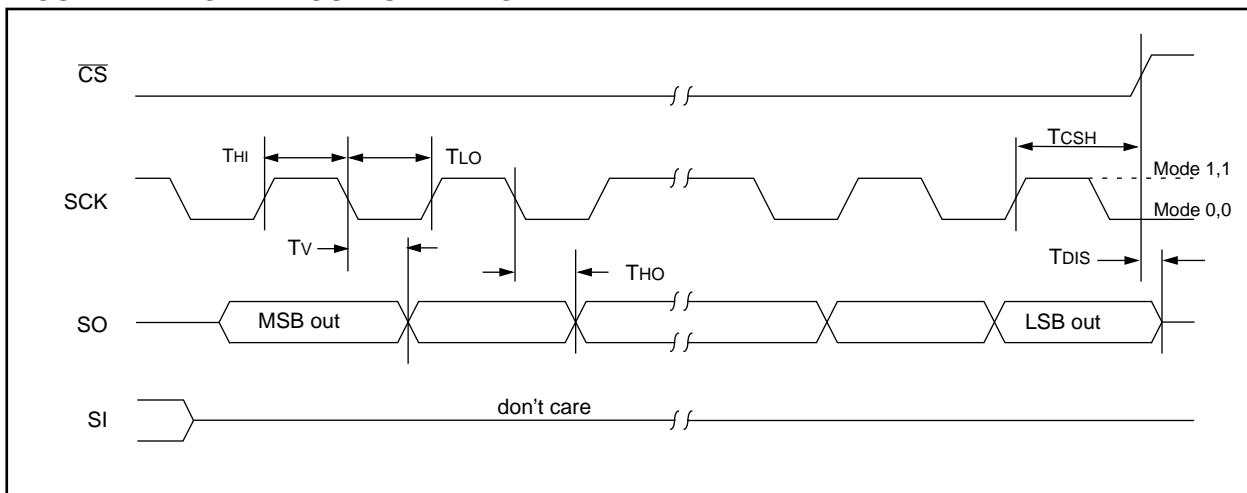 CS
THI
TLO
TCSH
Mode 1,1
SCK
Mode 0,0
TV
THO
TDIS
SO
MSB out
LSB out
SI
don't care